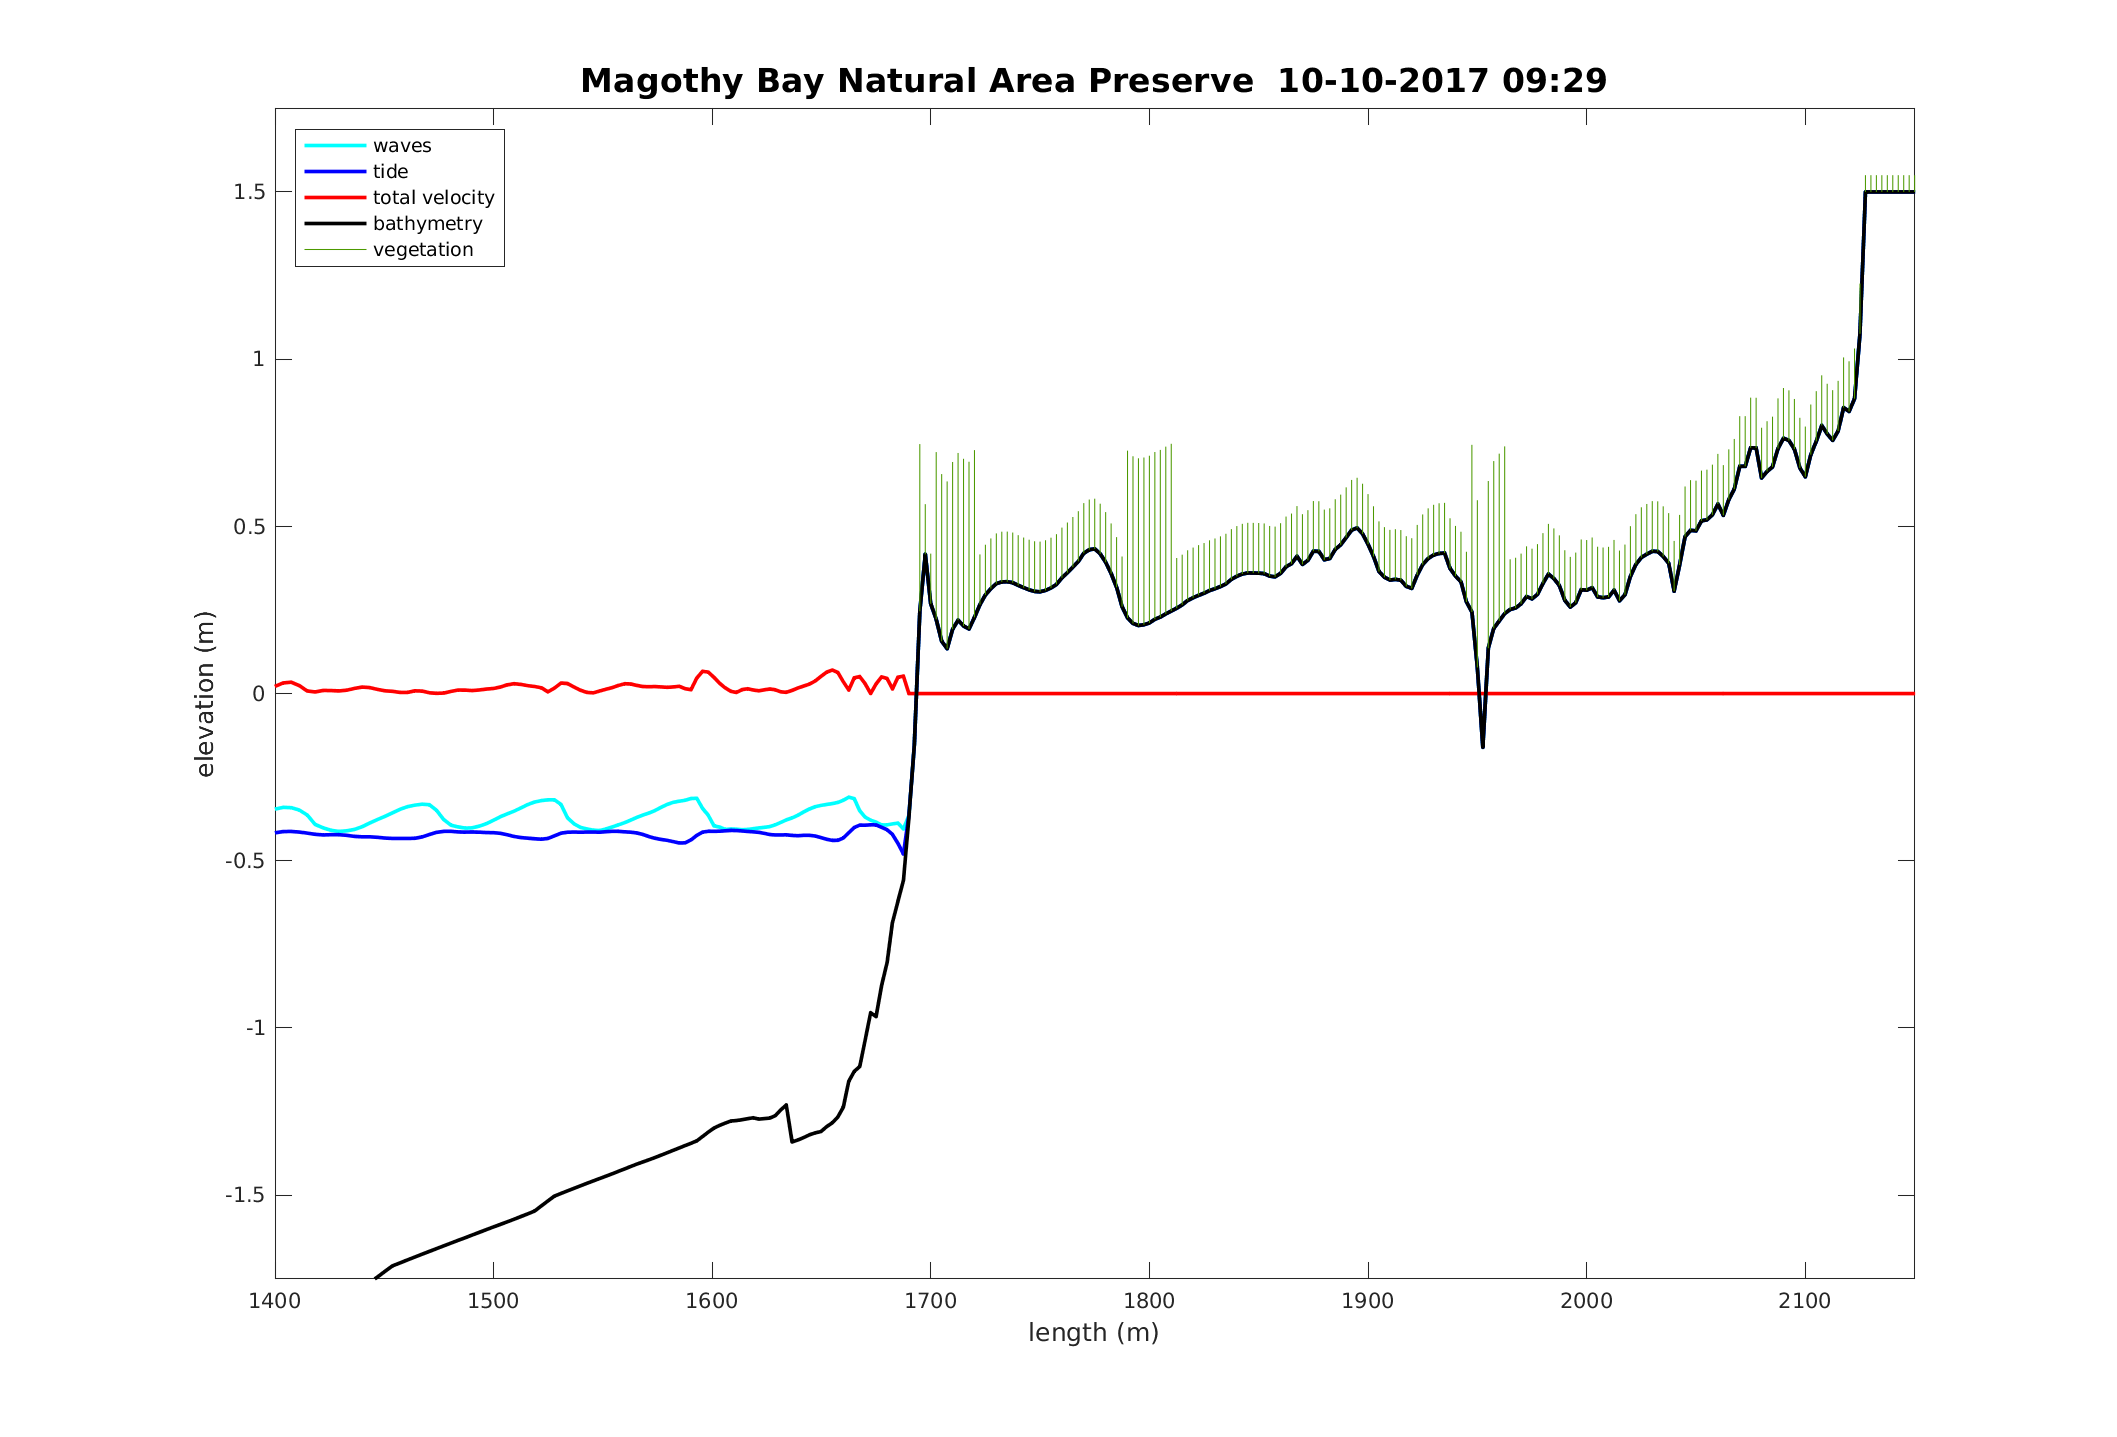 Magothy Bay Natural Area Preserve  10-10-2017 09:29
waves
tide
total velocity
bathymetry
vegetation
1.5
1
0.5
0
-0.5
-1
-1.5
elevation (m)
1400 1500 1600 1700 1800 1900 2000 2100
length (m)